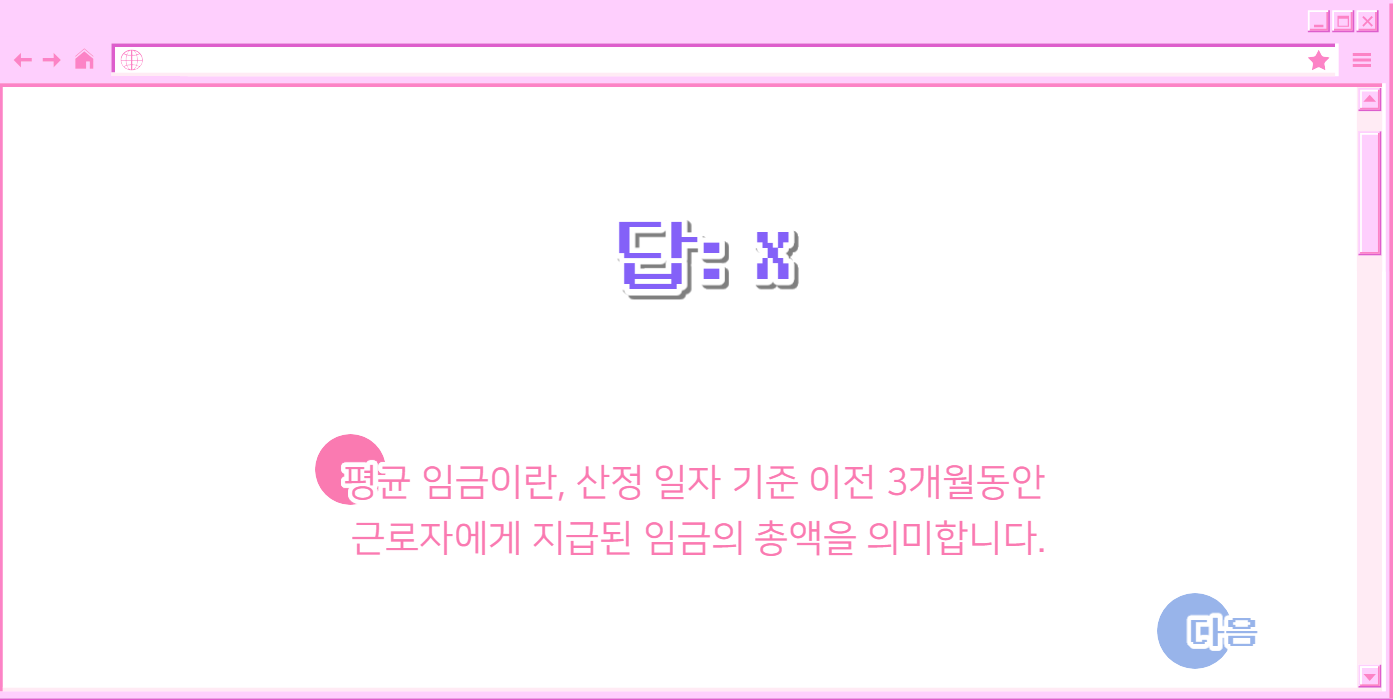 답: X
평균 임금이란, 산정 일자 기준 이전 3개월동안
근로자에게 지급된 임금의 총액을 의미합니다.
다음